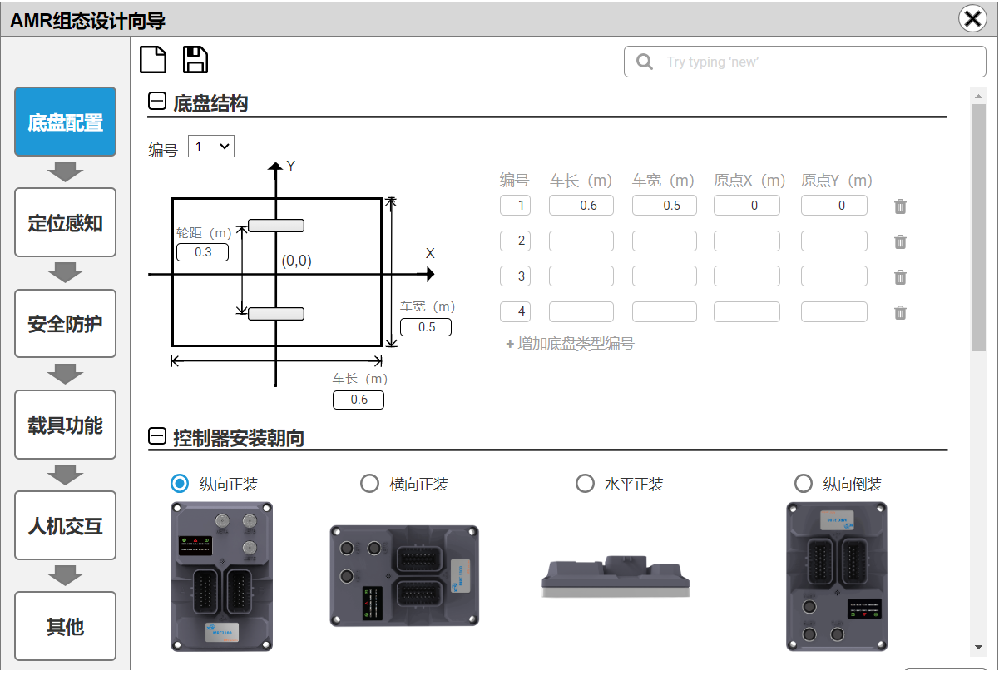 AMR组态设计向导
Try typing ‘new’
底盘配置
定位感知
安全防护
载具功能
人机交互
其他
底盘结构
编号 1
Y
轮距（m）
0.3
(0,0)
X
车宽（m）
0.5
车长（m）
0.6
编号 车长（m） 车宽（m） 原点X（m） 原点Y（m）
1 0.6 0.5 0 0
2
3
4
+ 增加底盘类型编号
控制器安装朝向
纵向正装 横向正装 水平正装 纵向倒装